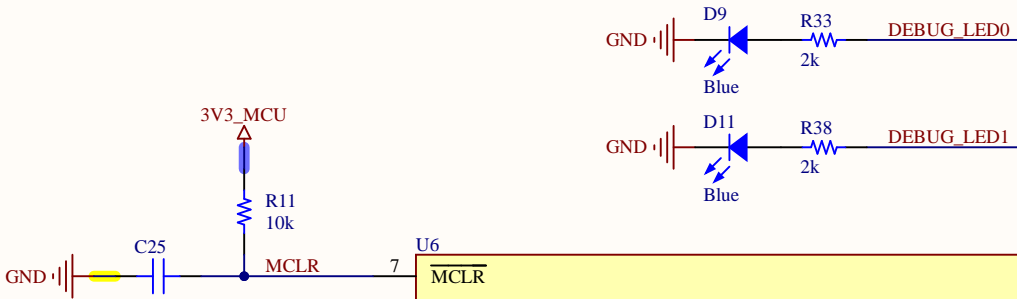 D9
R33
GND
DEBUG_LED0
2k
Blue
3V3_MCU
D11
R38
GND
DEBUG_LED1
2k
Blue
R11
10k
C25
U6
GND
MCLR
7
MCLR